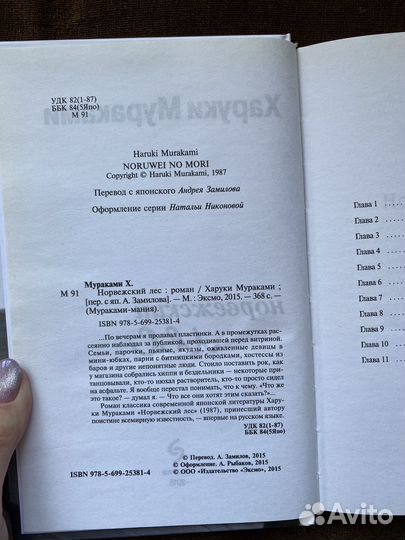 УДК 82(1-87)
ББК 84(5Япо)
М 91
Haruki Murakami
NORUWEI NO MORI
Copyright © Haruki Murakami, 1987
Перевод с японского Андрея Замилова
Оформление серии Натальи Никоновой
Мураками Х.
М 91 Норвежский лес : роман / Харуки Мураками ;
[пер. с яп. А. Замилова]. — М. : Эксмо, 2015. — 368 с. —
(Мураками-мания).
ISBN 978-5-699-25381-4
...По вечерам я продавал пластинки. А в промежутках рас-
сеянно наблюдал за публикой, проходившей перед витриной.
Семьи, парочки, пьяные, якудзы, оживленные девицы в
мини-юбках, парни с битницкими бородками, хостессы из
баров и другие непонятные люди. Стоило поставить рок, как
у магазина собрались хиппи и бездельники — некоторые при-
танцовывали, кто-то нюхал растворитель, кто-то просто сидел
на асфальте. Я вообще перестал понимать, что к чему. «Что же
это такое? — думал я. — Что все они хотят этим сказать?»...
Роман классика современной японской литературы Хару-
ки Мураками «Норвежский лес» (1987), принесший автору
поистине всемирную известность, — впервые на русском языке.
УДК 82(1-87)
ББК 84(5Япо)
© Перевод. А. Замилов, 2015
© Оформление. А. Рыбаков, 2015
ISBN 978-5-699-25381-4 © ООО «Издательство «Эксмо», 2015
Глава 1
Глава 2
Глава 3
Глава 4
Глава 5
Глава 6
Глава 7
Глава 8
Глава 9
Глава 10
Глава 11
Avito